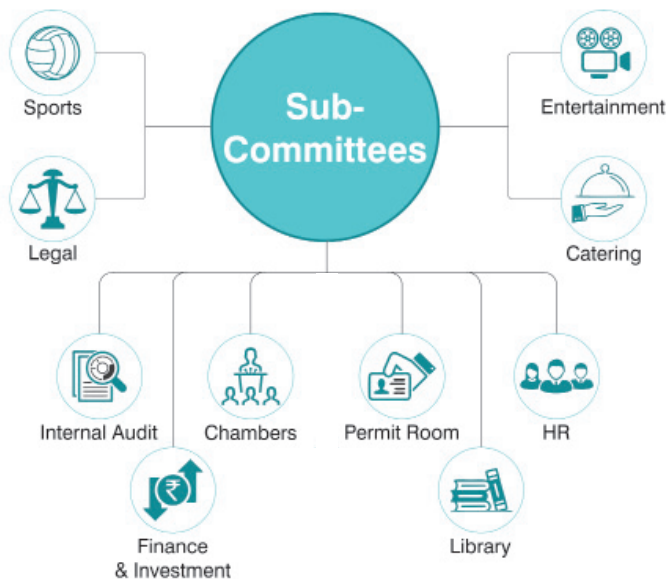 Sub-
Committees
Sports
Entertainment
Legal
Catering
Internal Audit
Chambers
Permit Room
HR
₹
Finance
& Investment
Library